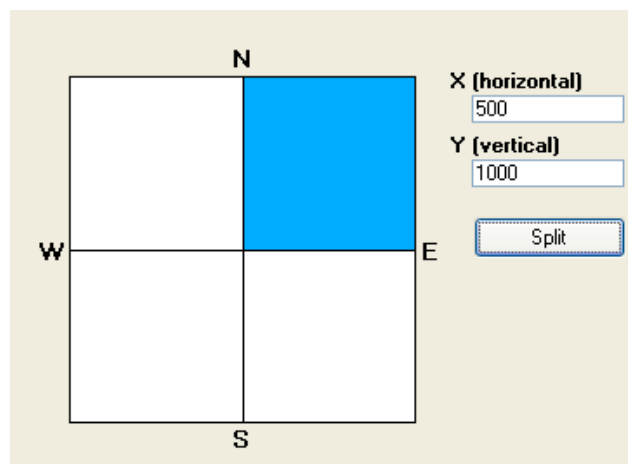 N
X (horizontal)
500
Y (vertical)
1000
Split
W
E
S